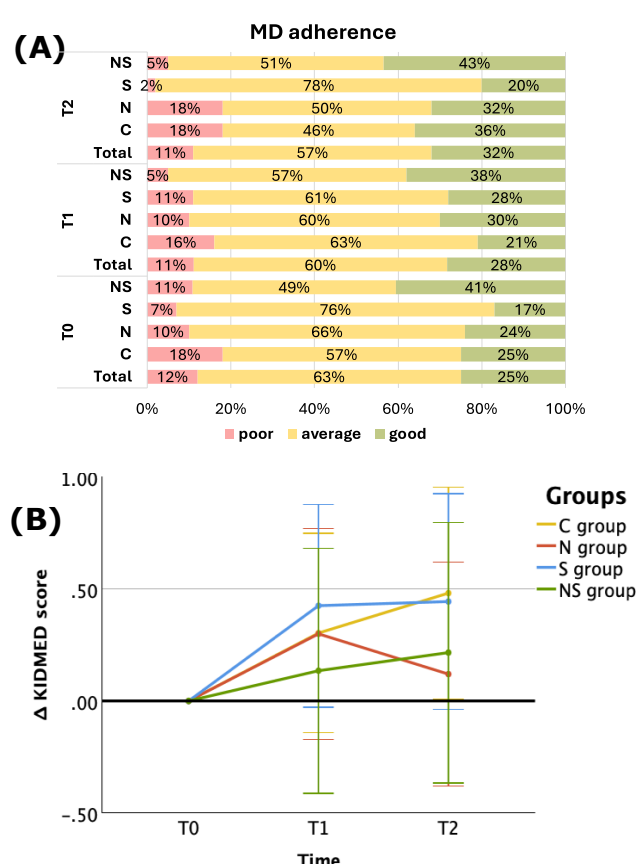 (A)
MD adherence
T2
NS 5% 51% 43%
S 2% 78% 20%
N 18% 50% 32%
C 18% 46% 36%
Total 11% 57% 32%
T1
NS 5% 57% 38%
S 11% 61% 28%
N 10% 60% 30%
C 16% 63% 21%
Total 11% 60% 28%
T0
NS 11% 49% 41%
S 7% 76% 17%
N 10% 66% 24%
C 18% 57% 25%
Total 12% 63% 25%
0% 20% 40% 60% 80% 100%
poor average good
(B)
Δ KIDMED score
1.00
.50
.00
-.50
T0 T1 T2
Time
Groups
C group
N group
S group
NS group